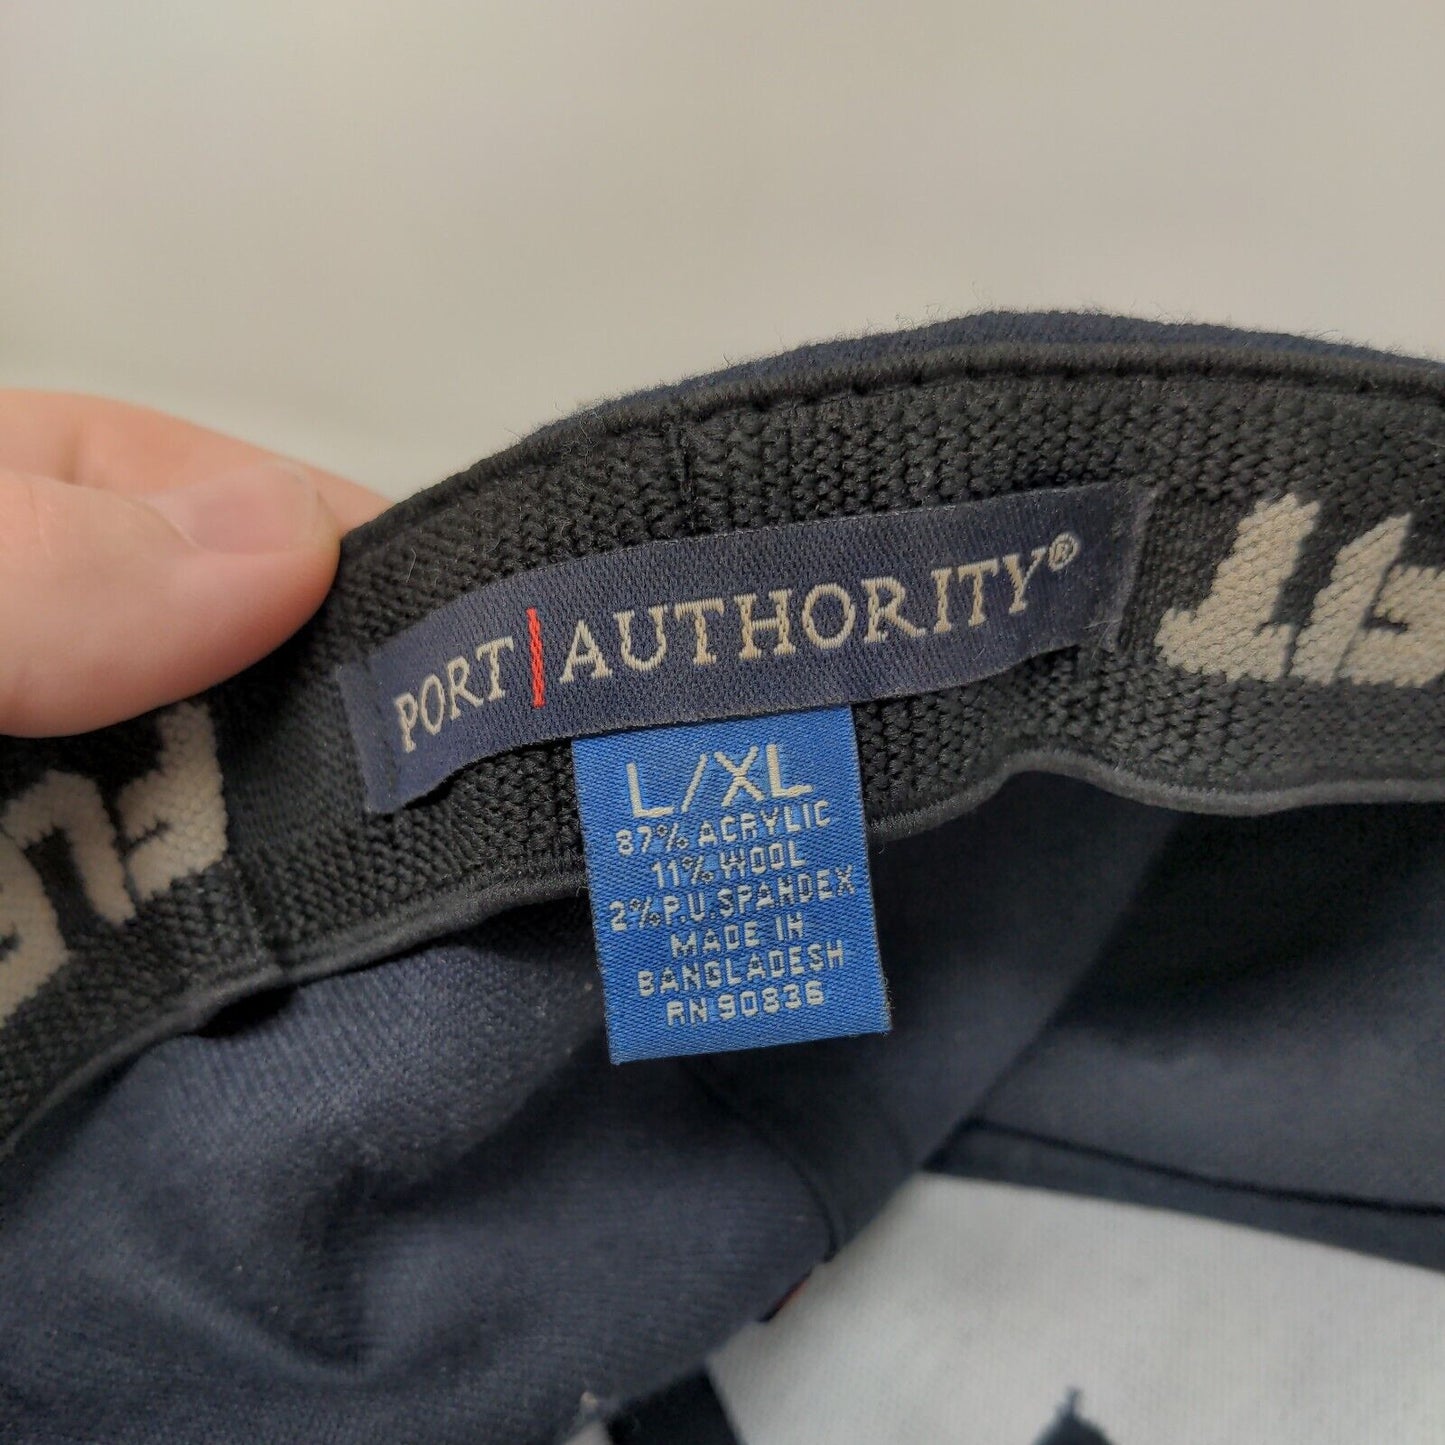 PORT | AUTHORITY®
L/XL
87% ACRYLIC
11% WOOL
2% P.U.SPANDEX
MADE IN
BANGLADESH
RN 90836